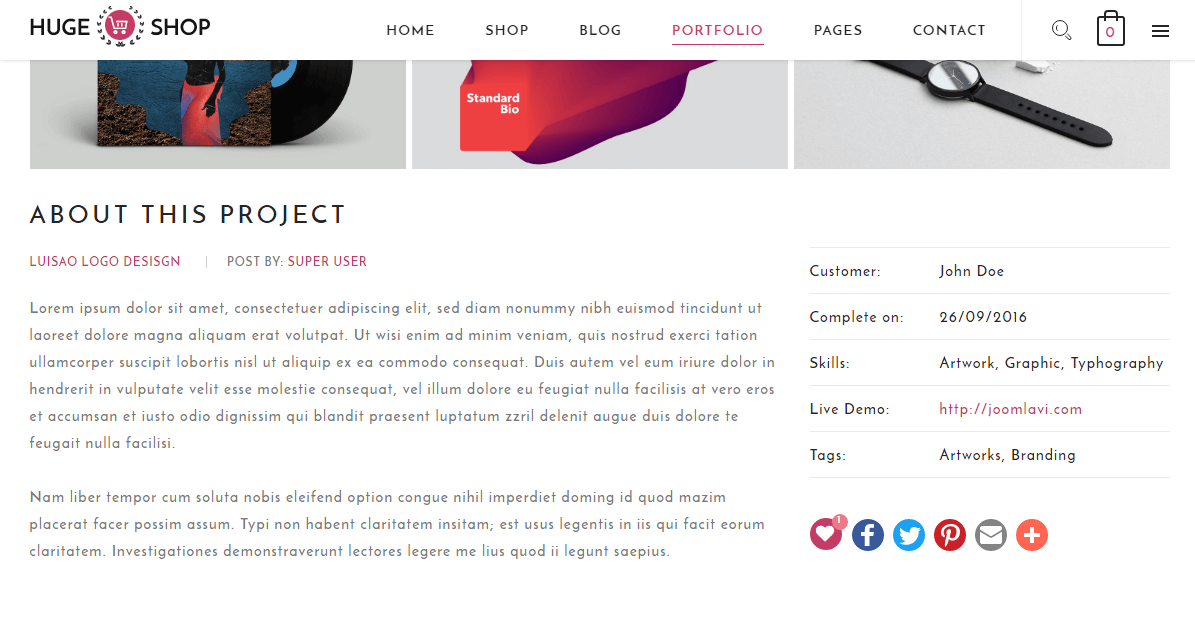 HUGE SHOP
HOME SHOP BLOG PORTFOLIO PAGES CONTACT
0
Standard
Bio
ABOUT THIS PROJECT
LUISAO LOGO DESISGN | POST BY: SUPER USER
Lorem ipsum dolor sit amet, consectetuer adipiscing elit, sed diam nonummy nibh euismod tincidunt ut
laoreet dolore magna aliquam erat volutpat. Ut wisi enim ad minim veniam, quis nostrud exerci tation
ullamcorper suscipit lobortis nisl ut aliquip ex ea commodo consequat. Duis autem vel eum iriure dolor in
hendrerit in vulputate velit esse molestie consequat, vel illum dolore eu feugiat nulla facilisis at vero eros
et accumsan et iusto odio dignissim qui blandit praesent luptatum zzril delenit augue duis dolore te
feugait nulla facilisi.
Nam liber tempor cum soluta nobis eleifend option congue nihil imperdiet doming id quod mazim
placerat facer possim assum. Typi non habent claritatem insitam; est usus legentis in iis qui facit eorum
claritatem. Investigationes demonstraverunt lectores legere me lius quod ii legunt saepius.
Customer: John Doe
Complete on: 26/09/2016
Skills: Artwork, Graphic, Typhography
Live Demo: http://joomlavi.com
Tags: Artworks, Branding
1